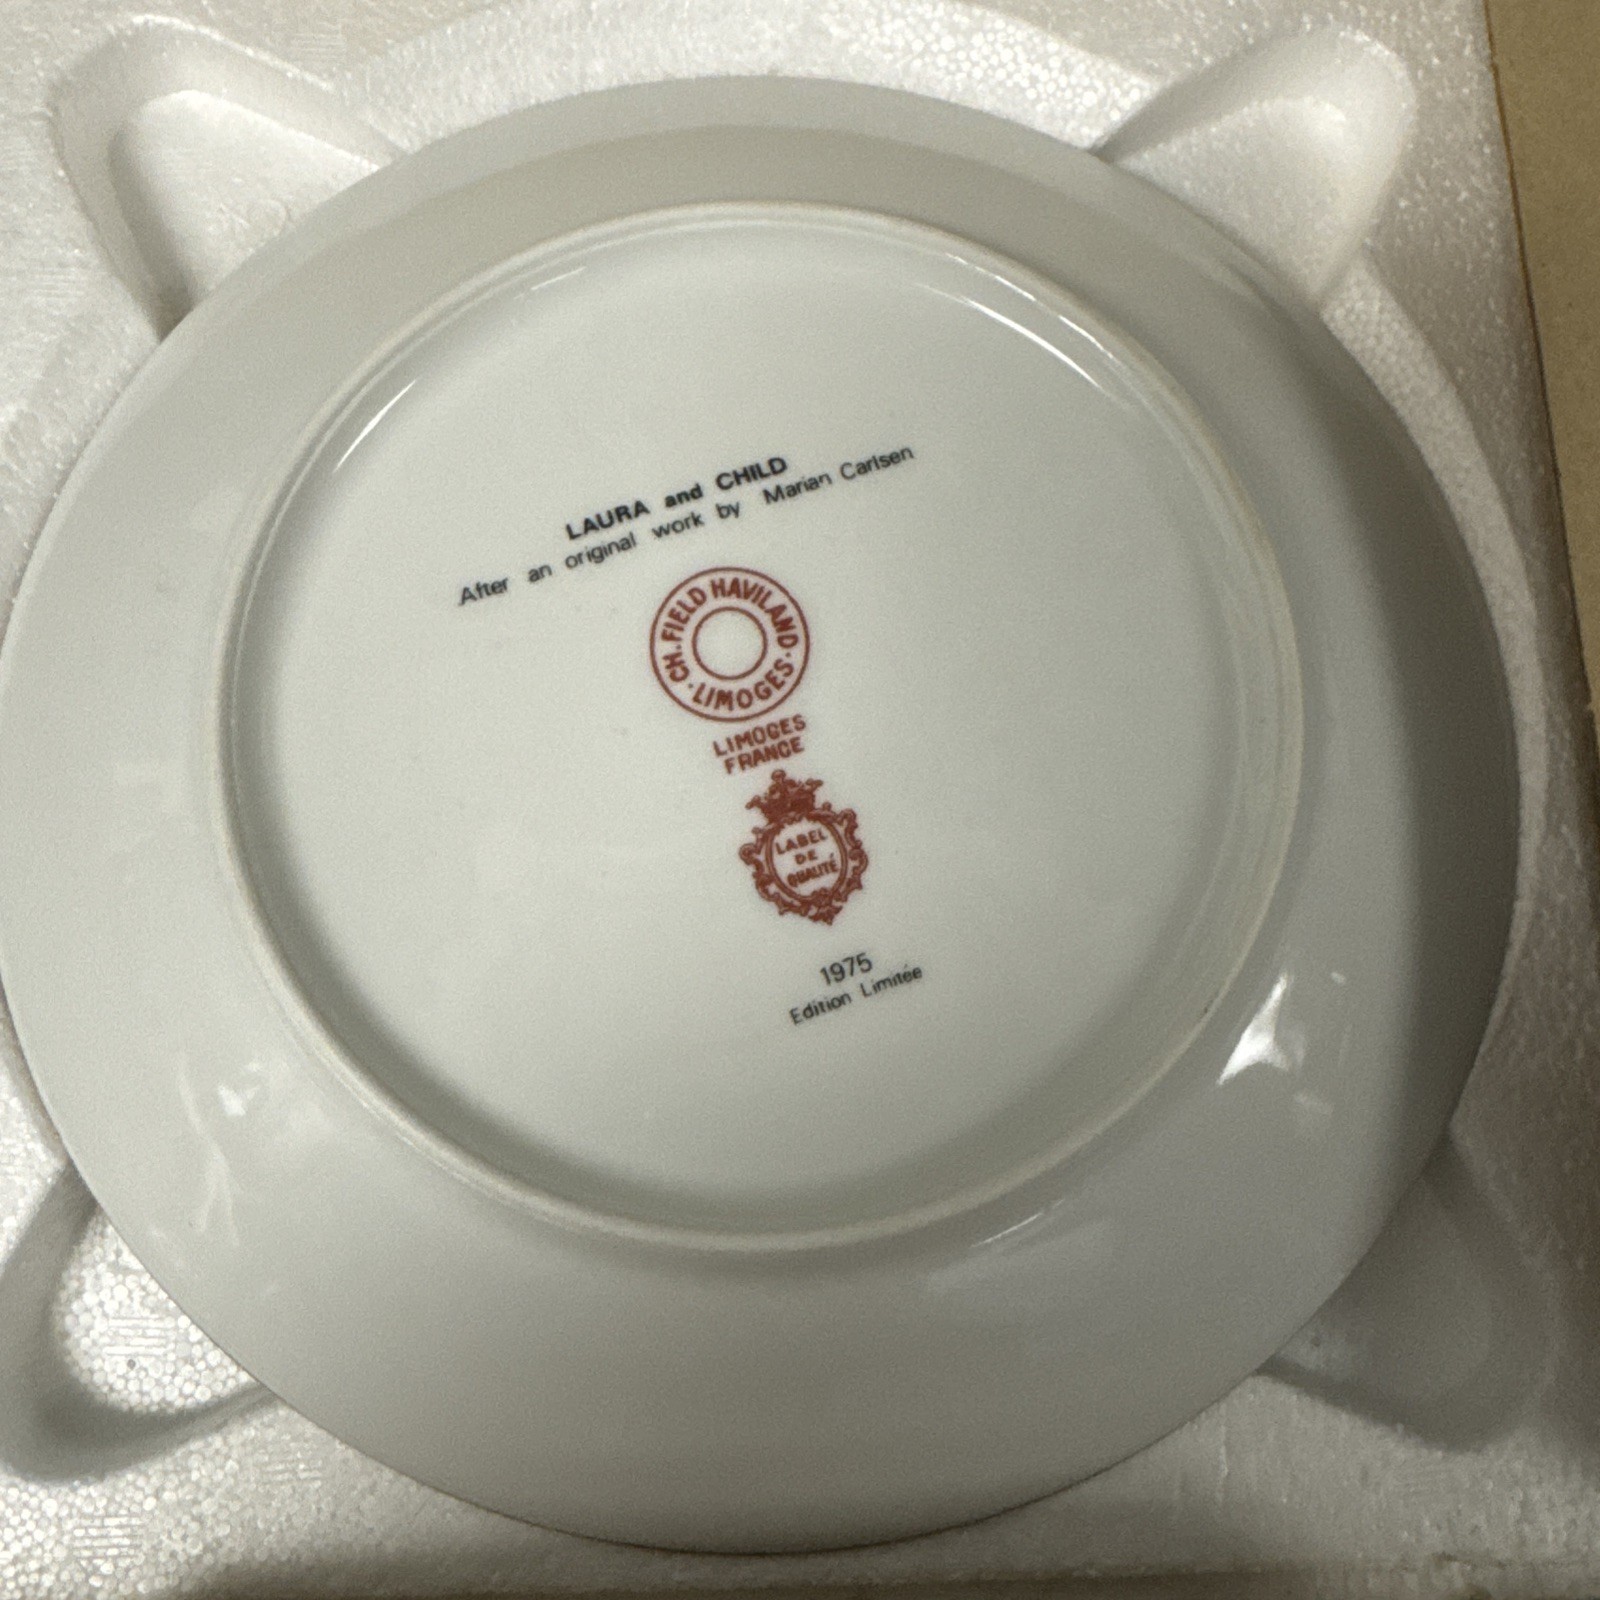 LAURA and CHILD
After an original work by Marian Carlsen
CH. FIELD HAVILAND · LIMOGES ·
LIMOGES
FRANCE
LABEL
DE
QUALITÉ
1975
Edition Limitée